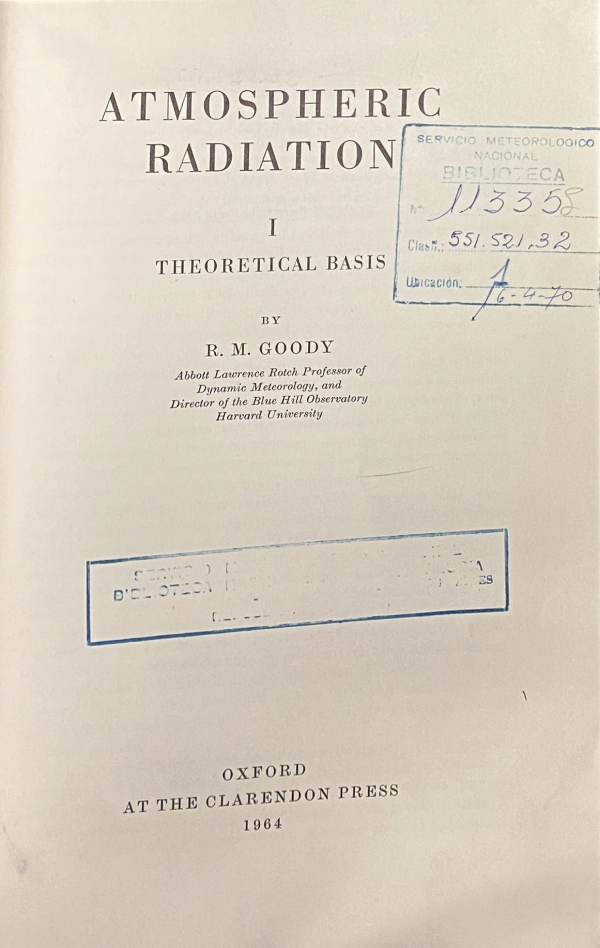 ATMOSPHERIC
RADIATION
SERVICIO METEOROLOGICO
NACIONAL
BIBLIOTECA
Nº 113358
Clasif.: 551.521,32
Ubicación: 1
6-4-70
I
THEORETICAL BASIS
BY
R. M. GOODY
Abbott Lawrence Rotch Professor of
Dynamic Meteorology, and
Director of the Blue Hill Observatory
Harvard University
BIBLIOTECA
OXFORD
AT THE CLARENDON PRESS
1964